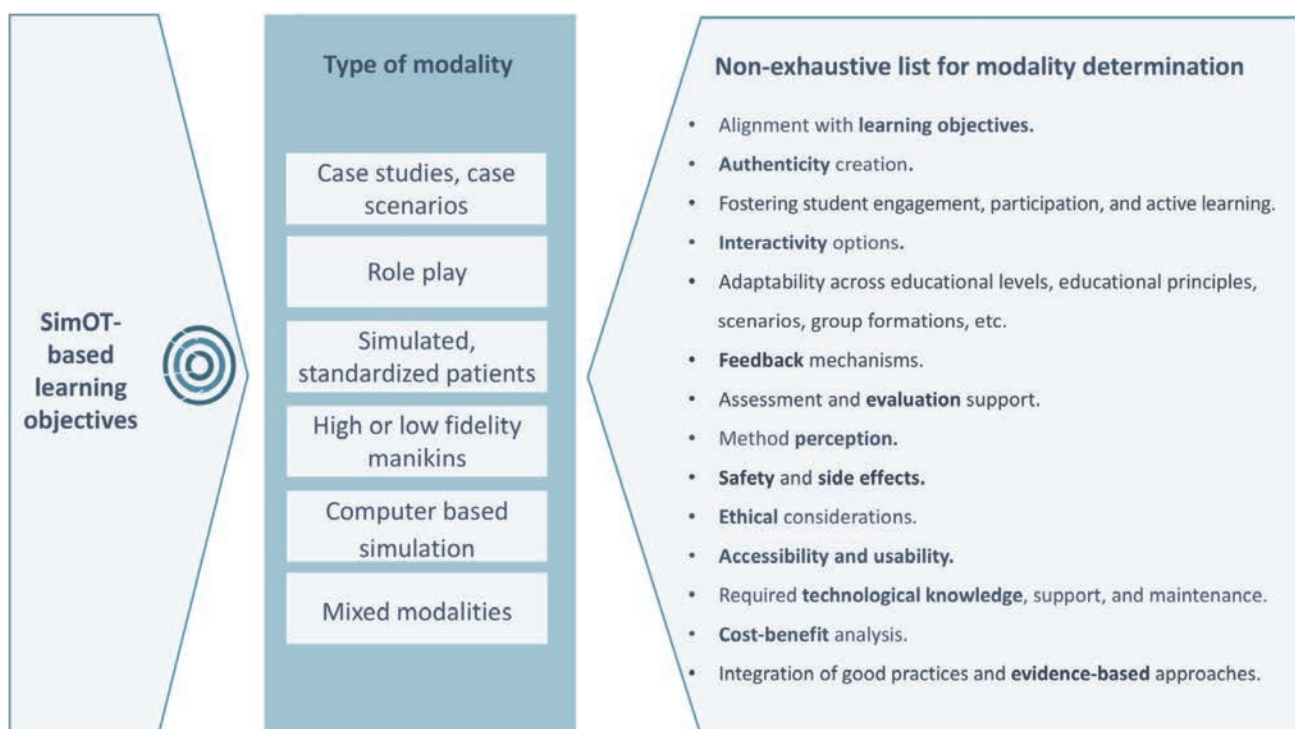 SimOT-
based
learning
objectives
Type of modality
Case studies, case
scenarios
Role play
Simulated,
standardized patients
High or low fidelity
manikins
Computer based
simulation
Mixed modalities
Non-exhaustive list for modality determination
• Alignment with learning objectives.
• Authenticity creation.
• Fostering student engagement, participation, and active learning.
• Interactivity options.
• Adaptability across educational levels, educational principles,
scenarios, group formations, etc.
• Feedback mechanisms.
• Assessment and evaluation support.
• Method perception.
• Safety and side effects.
• Ethical considerations.
• Accessibility and usability.
• Required technological knowledge, support, and maintenance.
• Cost-benefit analysis.
• Integration of good practices and evidence-based approaches.